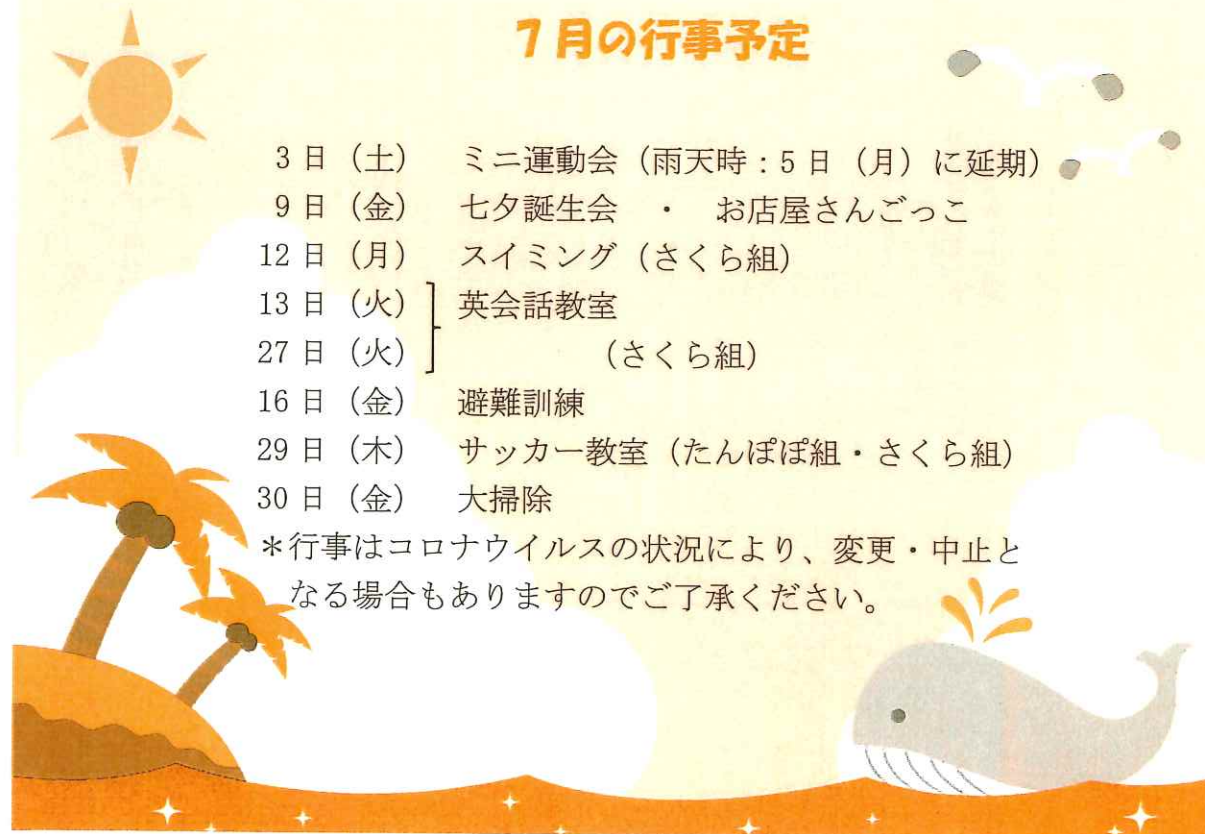 7月の行事予定
3日（土） ミニ運動会（雨天時：5日（月）に延期）
9日（金） 七夕誕生会 ・ お店屋さんごっこ
12日（月） スイミング（さくら組）
13日（火） 英会話教室
27日（火） （さくら組）
16日（金） 避難訓練
29日（木） サッカー教室（たんぽぽ組・さくら組）
30日（金） 大掃除
＊行事はコロナウイルスの状況により、変更・中止と
なる場合もありますのでご了承ください。